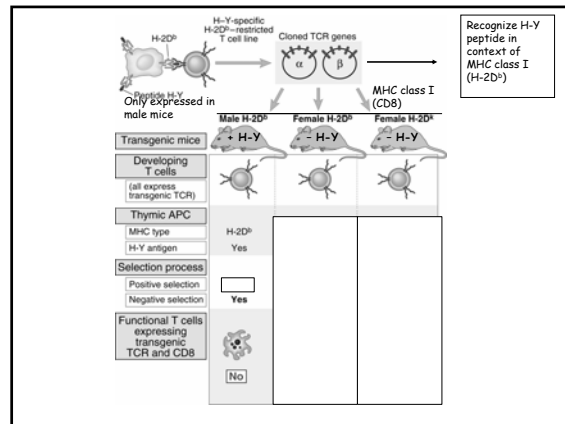 H–Y-specific
H-2Dᵇ–restricted
T cell line
H-2Dᵇ
Cloned TCR genes
α
β
Recognize H-Y
peptide in
context of
MHC class I
(H-2Dᵇ)
Peptide H-Y
Only expressed in
male mice
MHC class I
(CD8)
Male H-2Dᵇ
Female H-2Dᵇ
Female H-2Dᵏ
Transgenic mice
+ H-Y
– H-Y
– H-Y
Developing
T cells
(all express
transgenic TCR)
Thymic APC
MHC type
H-2Dᵇ
H-Y antigen
Yes
Selection process
Positive selection
Negative selection
Yes
Functional T cells
expressing
transgenic
TCR and CD8
No